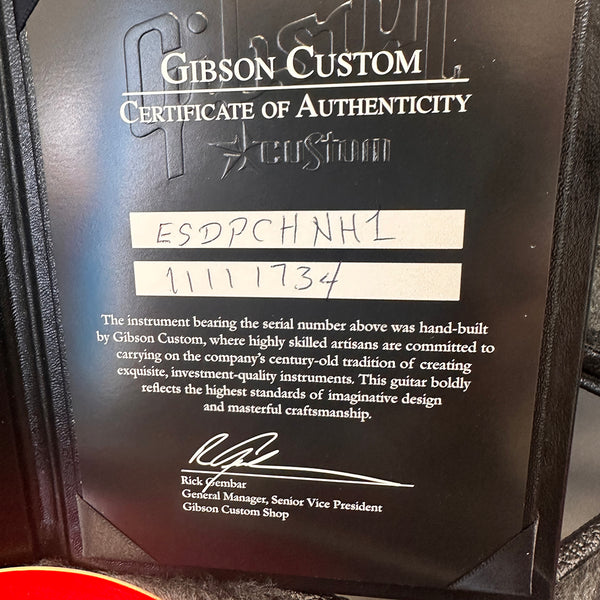 Gibson
GIBSON CUSTOM
CERTIFICATE OF AUTHENTICITY
CUSTOM
ESDPCHNH1
11111734
The instrument bearing the serial number above was hand-built
by Gibson Custom, where highly skilled artisans are committed to
carrying on the company's century-old tradition of creating
exquisite, investment-quality instruments. This guitar boldly
reflects the highest standards of imaginative design
and masterful craftsmanship.
Rick Gembar
General Manager, Senior Vice President
Gibson Custom Shop